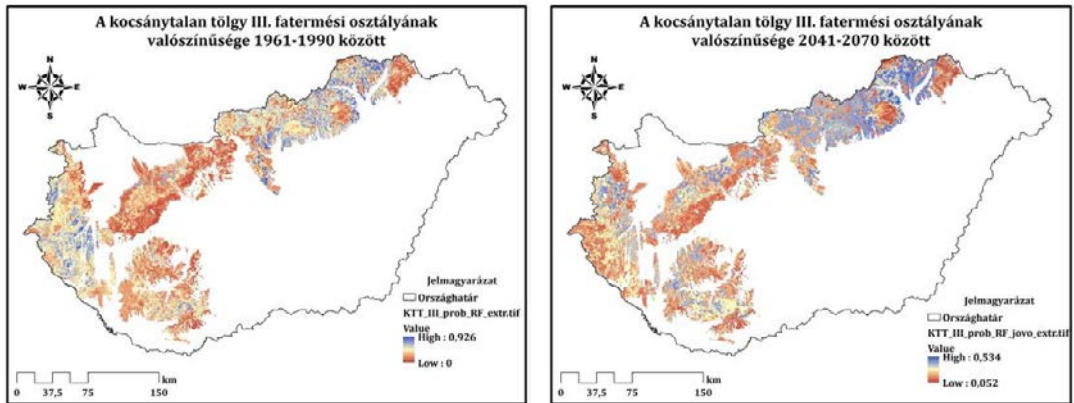 A kocsánytalan tölgy III. fatermési osztályának
valószínűsége 1961-1990 között
N
W E
S
Jelmagyarázat
Országhatár
KTT_III_prob_RF_extr.tif
Value
High : 0,926
Low : 0
km
0 37,5 75 150
A kocsánytalan tölgy III. fatermési osztályának
valószínűsége 2041-2070 között
N
W E
S
Jelmagyarázat
Országhatár
KTT_III_prob_RF_jovo_extr.tif
Value
High : 0,534
Low : 0,052
km
0 37,5 75 150